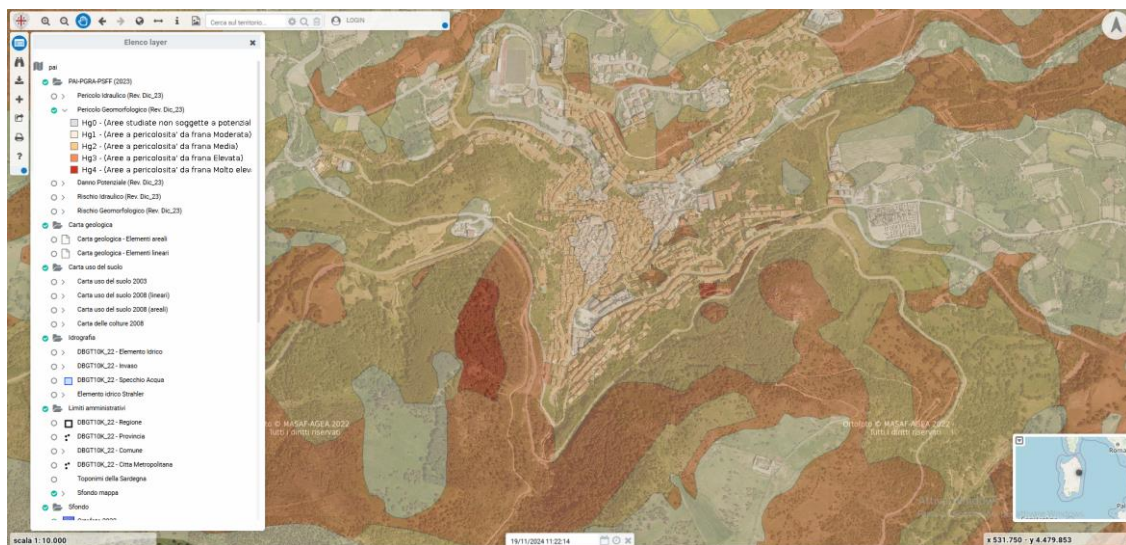 Cerca sul territorio...
LOGIN
Elenco layer
pai
PAI-PGRA-PSFF (2023)
Pericolo Idraulico (Rev. Dic_23)
Pericolo Geomorfologico (Rev. Dic_23)
Hg0 - (Aree studiate non soggette a potenzial
Hg1 - (Aree a pericolosita' da frana Moderata)
Hg2 - (Aree a pericolosita' da frana Media)
Hg3 - (Aree a pericolosita' da frana Elevata)
Hg4 - (Aree a pericolosita' da frana Molto elev
Danno Potenziale (Rev. Dic_23)
Rischio Idraulico (Rev. Dic_23)
Rischio Geomorfologico (Rev. Dic_23)
Carta geologica
Carta geologica - Elementi areali
Carta geologica - Elementi lineari
Carta uso del suolo
Carta uso del suolo 2003
Carta uso del suolo 2008 (lineari)
Carta uso del suolo 2008 (areali)
Carta delle colture 2008
Idrografia
DBGT10K_22 - Elemento Idrico
DBGT10K_22 - Invaso
DBGT10K_22 - Specchio Acqua
Elemento idrico Strahler
Limiti amministrativi
DBGT10K_22 - Regione
DBGT10K_22 - Provincia
DBGT10K_22 - Comune
DBGT10K_22 - Citta Metropolitana
Toponimi della Sardegna
Sfondo mappa
Sfondo
Ortofoto © MASAF-AGEA 2022
Tutti i diritti riservati
Ortofoto © MASAF-AGEA 2022
Tutti i diritti riservati
scala 1: 10.000
19/11/2024 11:22:14
x 531.750 - y 4.479.853